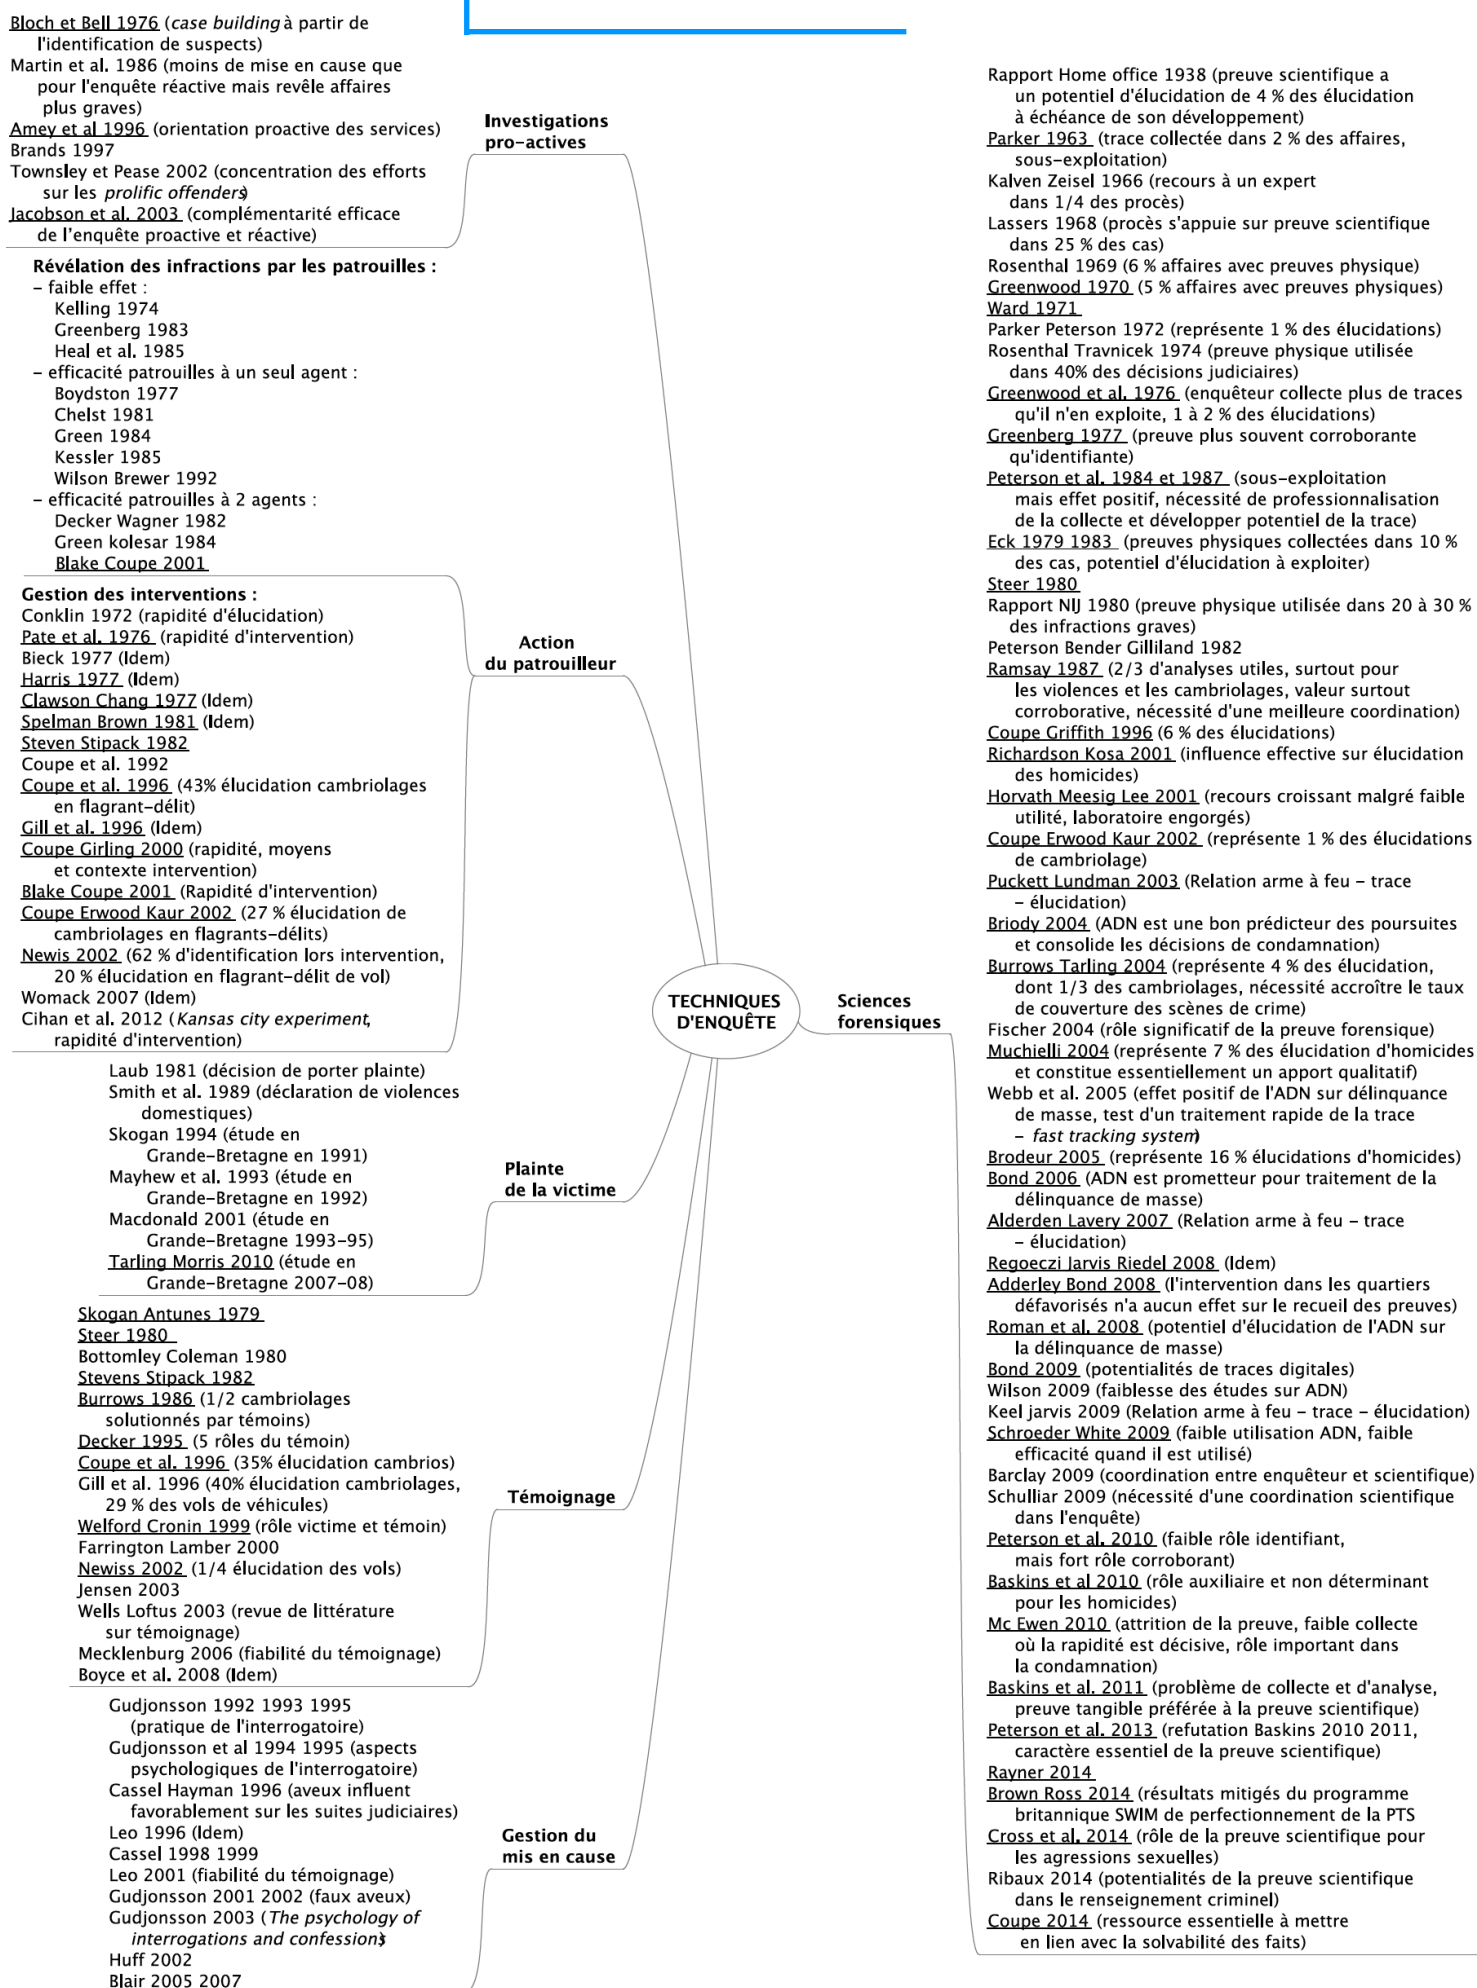 Bloch et Bell 1976 (case building à partir de
l'identification de suspects)
Martin et al. 1986 (moins de mise en cause que
pour l'enquête réactive mais revêle affaires
plus graves)
Amey et al 1996 (orientation proactive des services)
Brands 1997
Townsley et Pease 2002 (concentration des efforts
sur les prolific offenders)
Jacobson et al. 2003 (complémentarité efficace
de l'enquête proactive et réactive)
Investigations
pro-actives
Révélation des infractions par les patrouilles :
– faible effet :
Kelling 1974
Greenberg 1983
Heal et al. 1985
– efficacité patrouilles à un seul agent :
Boydston 1977
Chelst 1981
Green 1984
Kessler 1985
Wilson Brewer 1992
– efficacité patrouilles à 2 agents :
Decker Wagner 1982
Green kolesar 1984
Blake Coupe 2001
Gestion des interventions :
Conklin 1972 (rapidité d'élucidation)
Pate et al. 1976 (rapidité d'intervention)
Bieck 1977 (Idem)
Harris 1977 (Idem)
Clawson Chang 1977 (Idem)
Spelman Brown 1981 (Idem)
Steven Stipack 1982
Coupe et al. 1992
Coupe et al. 1996 (43% élucidation cambriolages
en flagrant-délit)
Gill et al. 1996 (Idem)
Coupe Girling 2000 (rapidité, moyens
et contexte intervention)
Blake Coupe 2001 (Rapidité d'intervention)
Coupe Erwood Kaur 2002 (27 % élucidation de
cambriolages en flagrants-délits)
Newis 2002 (62 % d'identification lors intervention,
20 % élucidation en flagrant-délit de vol)
Womack 2007 (Idem)
Cihan et al. 2012 (Kansas city experiment,
rapidité d'intervention)
Action
du patrouilleur
Laub 1981 (décision de porter plainte)
Smith et al. 1989 (déclaration de violences
domestiques)
Skogan 1994 (étude en
Grande-Bretagne en 1991)
Mayhew et al. 1993 (étude en
Grande-Bretagne en 1992)
Macdonald 2001 (étude en
Grande-Bretagne 1993-95)
Tarling Morris 2010 (étude en
Grande-Bretagne 2007-08)
Plainte
de la victime
Skogan Antunes 1979
Steer 1980
Bottomley Coleman 1980
Stevens Stipack 1982
Burrows 1986 (1/2 cambriolages
solutionnés par témoins)
Decker 1995 (5 rôles du témoin)
Coupe et al. 1996 (35% élucidation cambrios)
Gill et al. 1996 (40% élucidation cambriolages,
29 % des vols de véhicules)
Welford Cronin 1999 (rôle victime et témoin)
Farrington Lamber 2000
Newiss 2002 (1/4 élucidation des vols)
Jensen 2003
Wells Loftus 2003 (revue de littérature
sur témoignage)
Mecklenburg 2006 (fiabilité du témoignage)
Boyce et al. 2008 (Idem)
Témoignage
Gudjonsson 1992 1993 1995
(pratique de l'interrogatoire)
Gudjonsson et al 1994 1995 (aspects
psychologiques de l'interrogatoire)
Cassel Hayman 1996 (aveux influent
favorablement sur les suites judiciaires)
Leo 1996 (Idem)
Cassel 1998 1999
Leo 2001 (fiabilité du témoignage)
Gudjonsson 2001 2002 (faux aveux)
Gudjonsson 2003 (The psychology of
interrogations and confessions)
Huff 2002
Blair 2005 2007
Gestion du
mis en cause
TECHNIQUES
D'ENQUÊTE
Sciences
forensiques
Rapport Home office 1938 (preuve scientifique a
un potentiel d'élucidation de 4 % des élucidation
à échéance de son développement)
Parker 1963 (trace collectée dans 2 % des affaires,
sous-exploitation)
Kalven Zeisel 1966 (recours à un expert
dans 1/4 des procès)
Lassers 1968 (procès s'appuie sur preuve scientifique
dans 25 % des cas)
Rosenthal 1969 (6 % affaires avec preuves physique)
Greenwood 1970 (5 % affaires avec preuves physiques)
Ward 1971
Parker Peterson 1972 (représente 1 % des élucidations)
Rosenthal Travnicek 1974 (preuve physique utilisée
dans 40% des décisions judiciaires)
Greenwood et al. 1976 (enquêteur collecte plus de traces
qu'il n'en exploite, 1 à 2 % des élucidations)
Greenberg 1977 (preuve plus souvent corroborante
qu'identifiante)
Peterson et al. 1984 et 1987 (sous-exploitation
mais effet positif, nécessité de professionnalisation
de la collecte et développer potentiel de la trace)
Eck 1979 1983 (preuves physiques collectées dans 10 %
des cas, potentiel d'élucidation à exploiter)
Steer 1980
Rapport NIJ 1980 (preuve physique utilisée dans 20 à 30 %
des infractions graves)
Peterson Bender Gilliland 1982
Ramsay 1987 (2/3 d'analyses utiles, surtout pour
les violences et les cambriolages, valeur surtout
corroborative, nécessité d'une meilleure coordination)
Coupe Griffith 1996 (6 % des élucidations)
Richardson Kosa 2001 (influence effective sur élucidation
des homicides)
Horvath Meesig Lee 2001 (recours croissant malgré faible
utilité, laboratoire engorgés)
Coupe Erwood Kaur 2002 (représente 1 % des élucidations
de cambriolage)
Puckett Lundman 2003 (Relation arme à feu – trace
– élucidation)
Briody 2004 (ADN est une bon prédicteur des poursuites
et consolide les décisions de condamnation)
Burrows Tarling 2004 (représente 4 % des élucidation,
dont 1/3 des cambriolages, nécessité accroître le taux
de couverture des scènes de crime)
Fischer 2004 (rôle significatif de la preuve forensique)
Muchielli 2004 (représente 7 % des élucidation d'homicides
et constitue essentiellement un apport qualitatif)
Webb et al. 2005 (effet positif de l'ADN sur délinquance
de masse, test d'un traitement rapide de la trace
– fast tracking system)
Brodeur 2005 (représente 16 % élucidations d'homicides)
Bond 2006 (ADN est prometteur pour traitement de la
délinquance de masse)
Alderden Lavery 2007 (Relation arme à feu – trace
– élucidation)
Regoeczi Jarvis Riedel 2008 (Idem)
Adderley Bond 2008 (l'intervention dans les quartiers
défavorisés n'a aucun effet sur le recueil des preuves)
Roman et al. 2008 (potentiel d'élucidation de l'ADN sur
la délinquance de masse)
Bond 2009 (potentialités de traces digitales)
Wilson 2009 (faiblesse des études sur ADN)
Keel jarvis 2009 (Relation arme à feu – trace – élucidation)
Schroeder White 2009 (faible utilisation ADN, faible
efficacité quand il est utilisé)
Barclay 2009 (coordination entre enquêteur et scientifique)
Schulliar 2009 (nécessité d'une coordination scientifique
dans l'enquête)
Peterson et al. 2010 (faible rôle identifiant,
mais fort rôle corroborant)
Baskins et al 2010 (rôle auxiliaire et non déterminant
pour les homicides)
Mc Ewen 2010 (attrition de la preuve, faible collecte
où la rapidité est décisive, rôle important dans
la condamnation)
Baskins et al. 2011 (problème de collecte et d'analyse,
preuve tangible préférée à la preuve scientifique)
Peterson et al. 2013 (refutation Baskins 2010 2011,
caractère essentiel de la preuve scientifique)
Rayner 2014
Brown Ross 2014 (résultats mitigés du programme
britannique SWIM de perfectionnement de la PTS
Cross et al. 2014 (rôle de la preuve scientifique pour
les agressions sexuelles)
Ribaux 2014 (potentialités de la preuve scientifique
dans le renseignement criminel)
Coupe 2014 (ressource essentielle à mettre
en lien avec la solvabilité des faits)